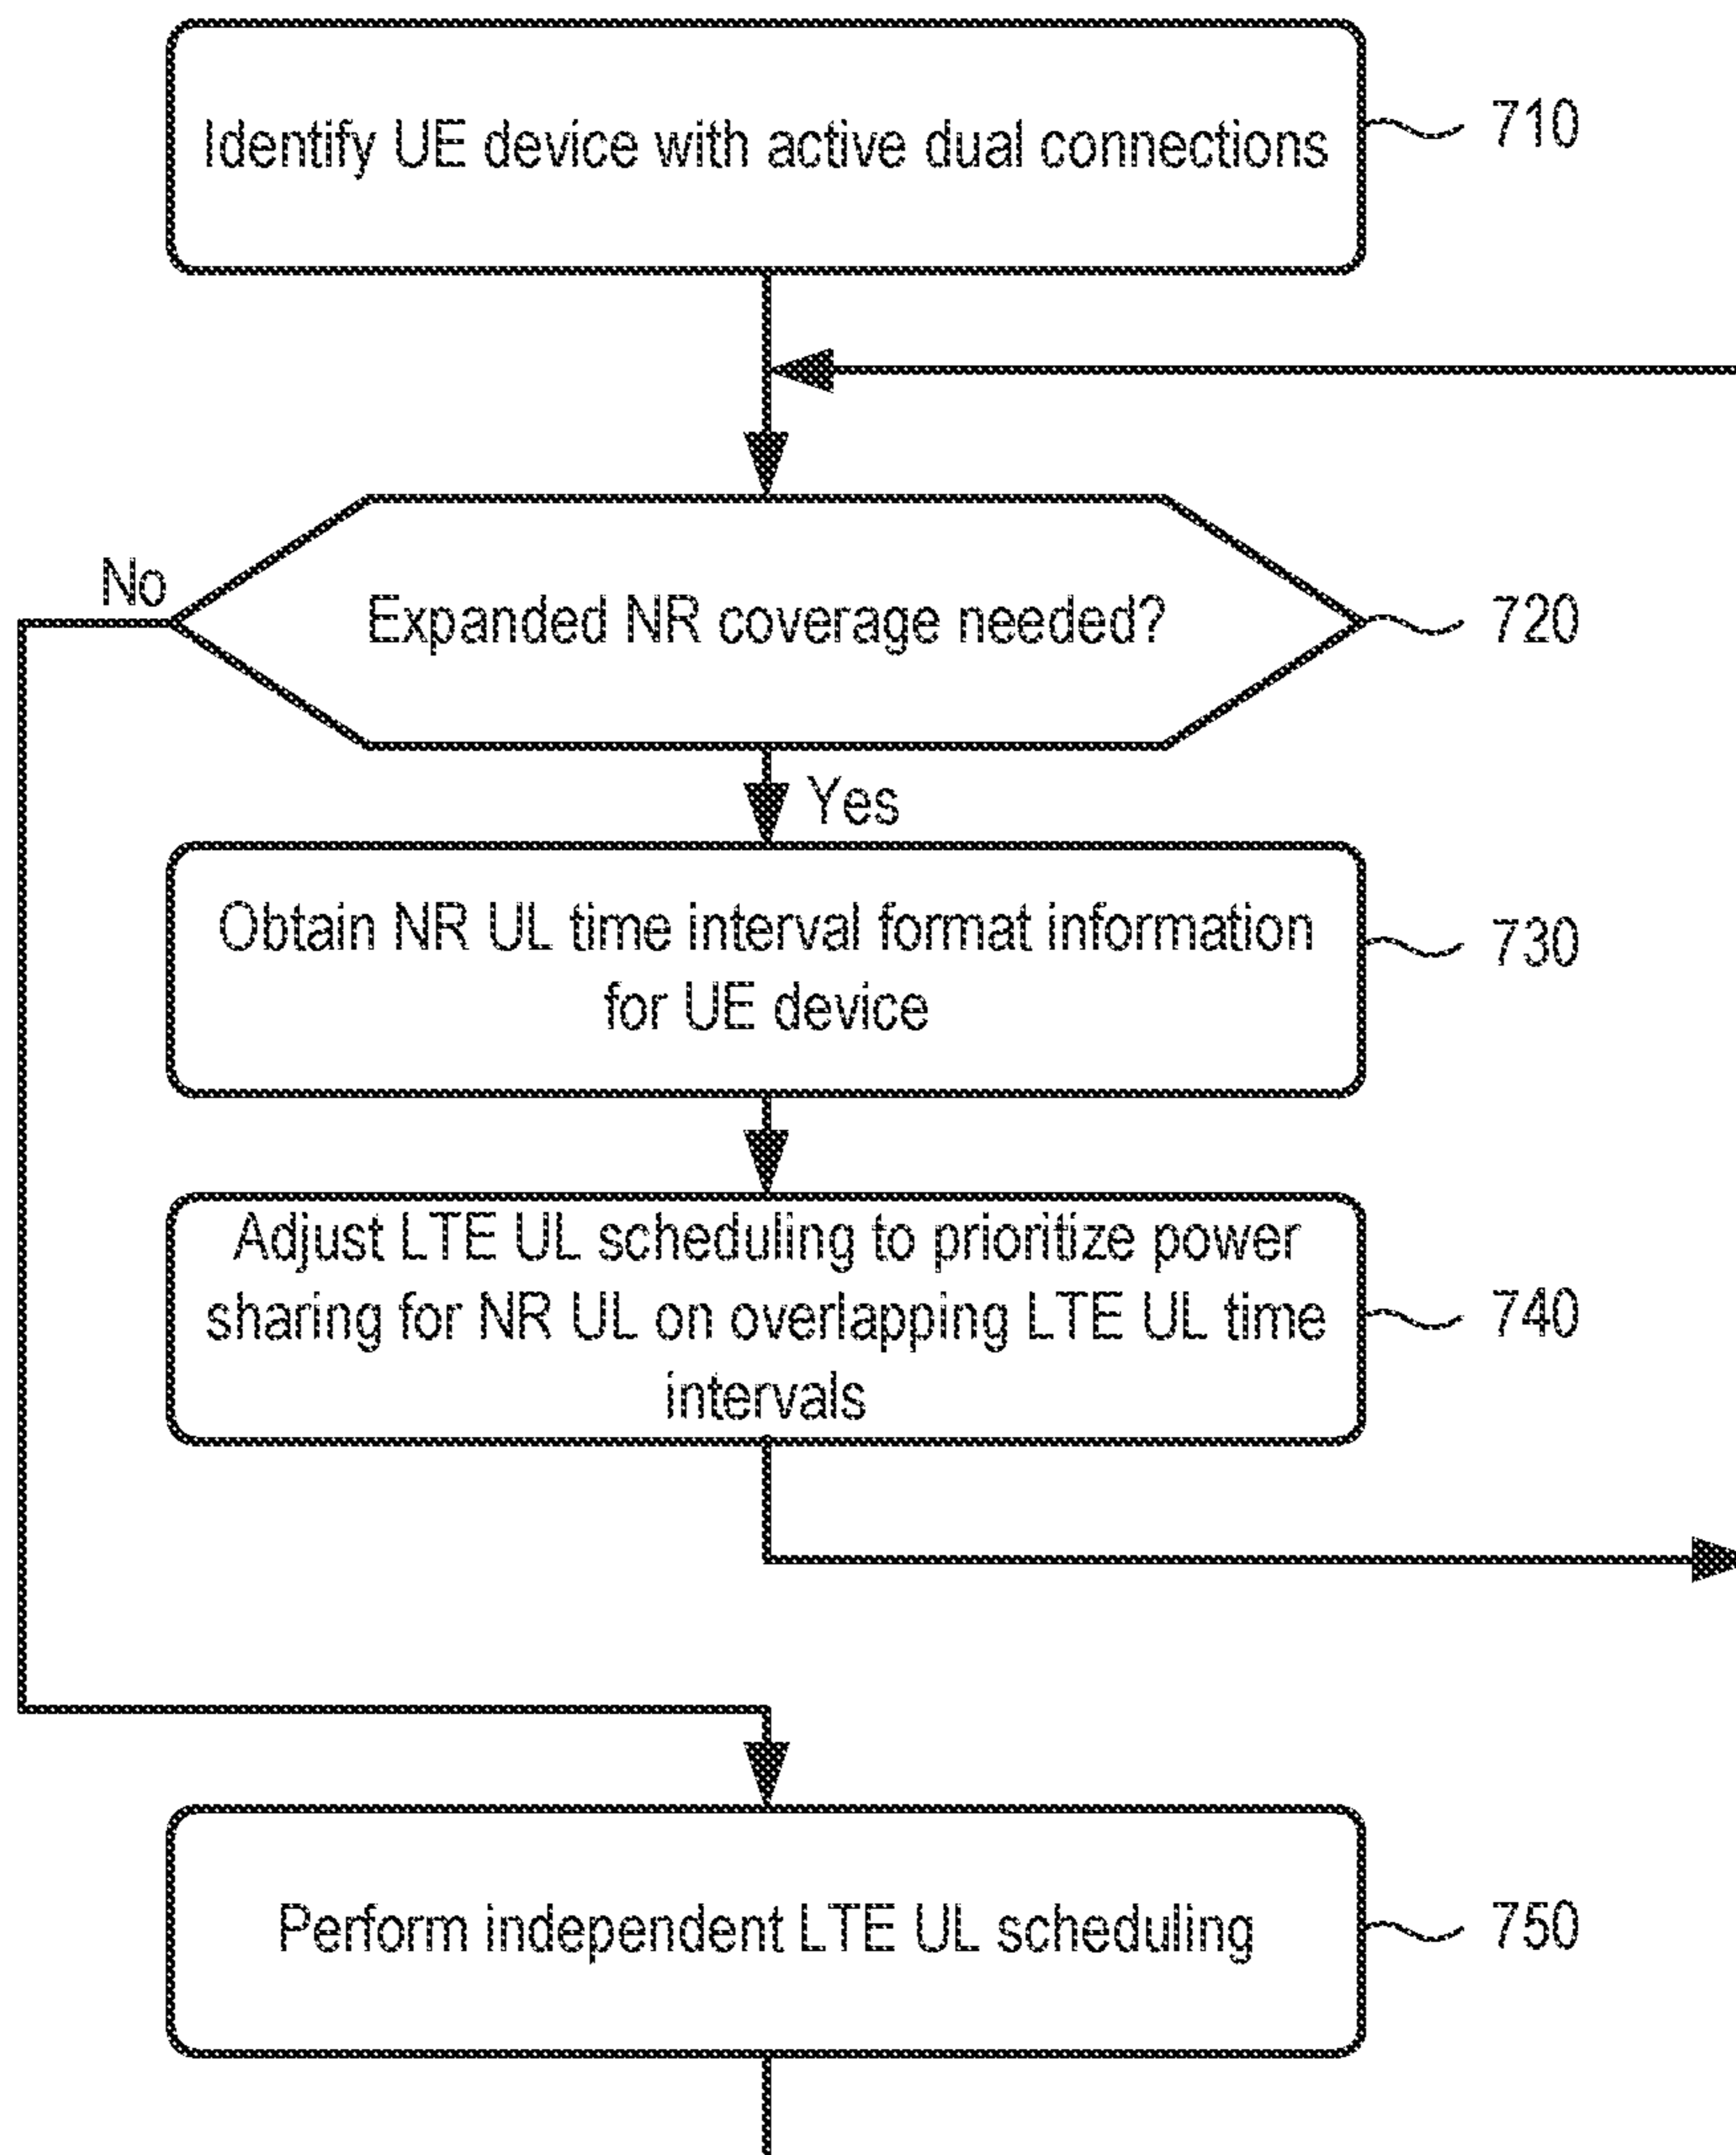 Identify UE device with active dual connections
710
No
Expanded NR coverage needed?
720
Yes
Obtain NR UL time interval format information
for UE device
730
Adjust LTE UL scheduling to prioritize power
sharing for NR UL on overlapping LTE UL time
intervals
740
Perform independent LTE UL scheduling
750